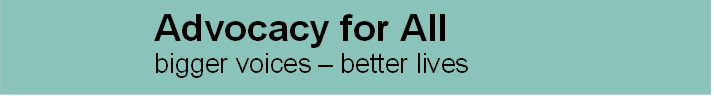 Advocacy for All
bigger voices – better lives